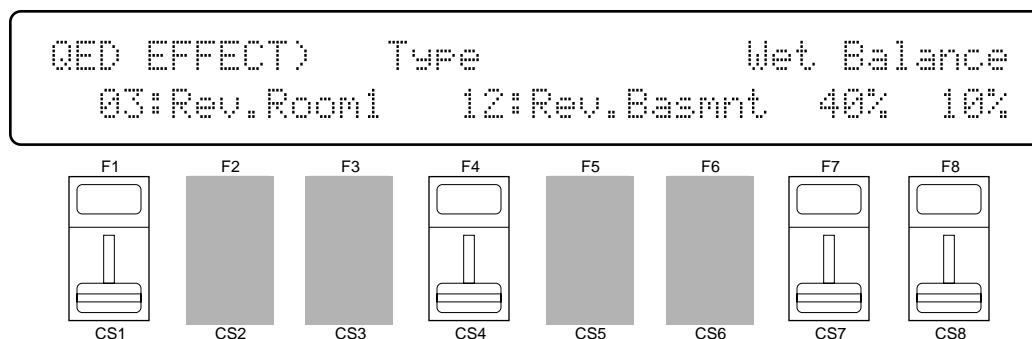 QED EFFECT) Type Wet Balance
03:Rev.Room1 12:Rev.Basmnt 40% 10%
F1 F2 F3 F4 F5 F6 F7 F8
CS1 CS2 CS3 CS4 CS5 CS6 CS7 CS8